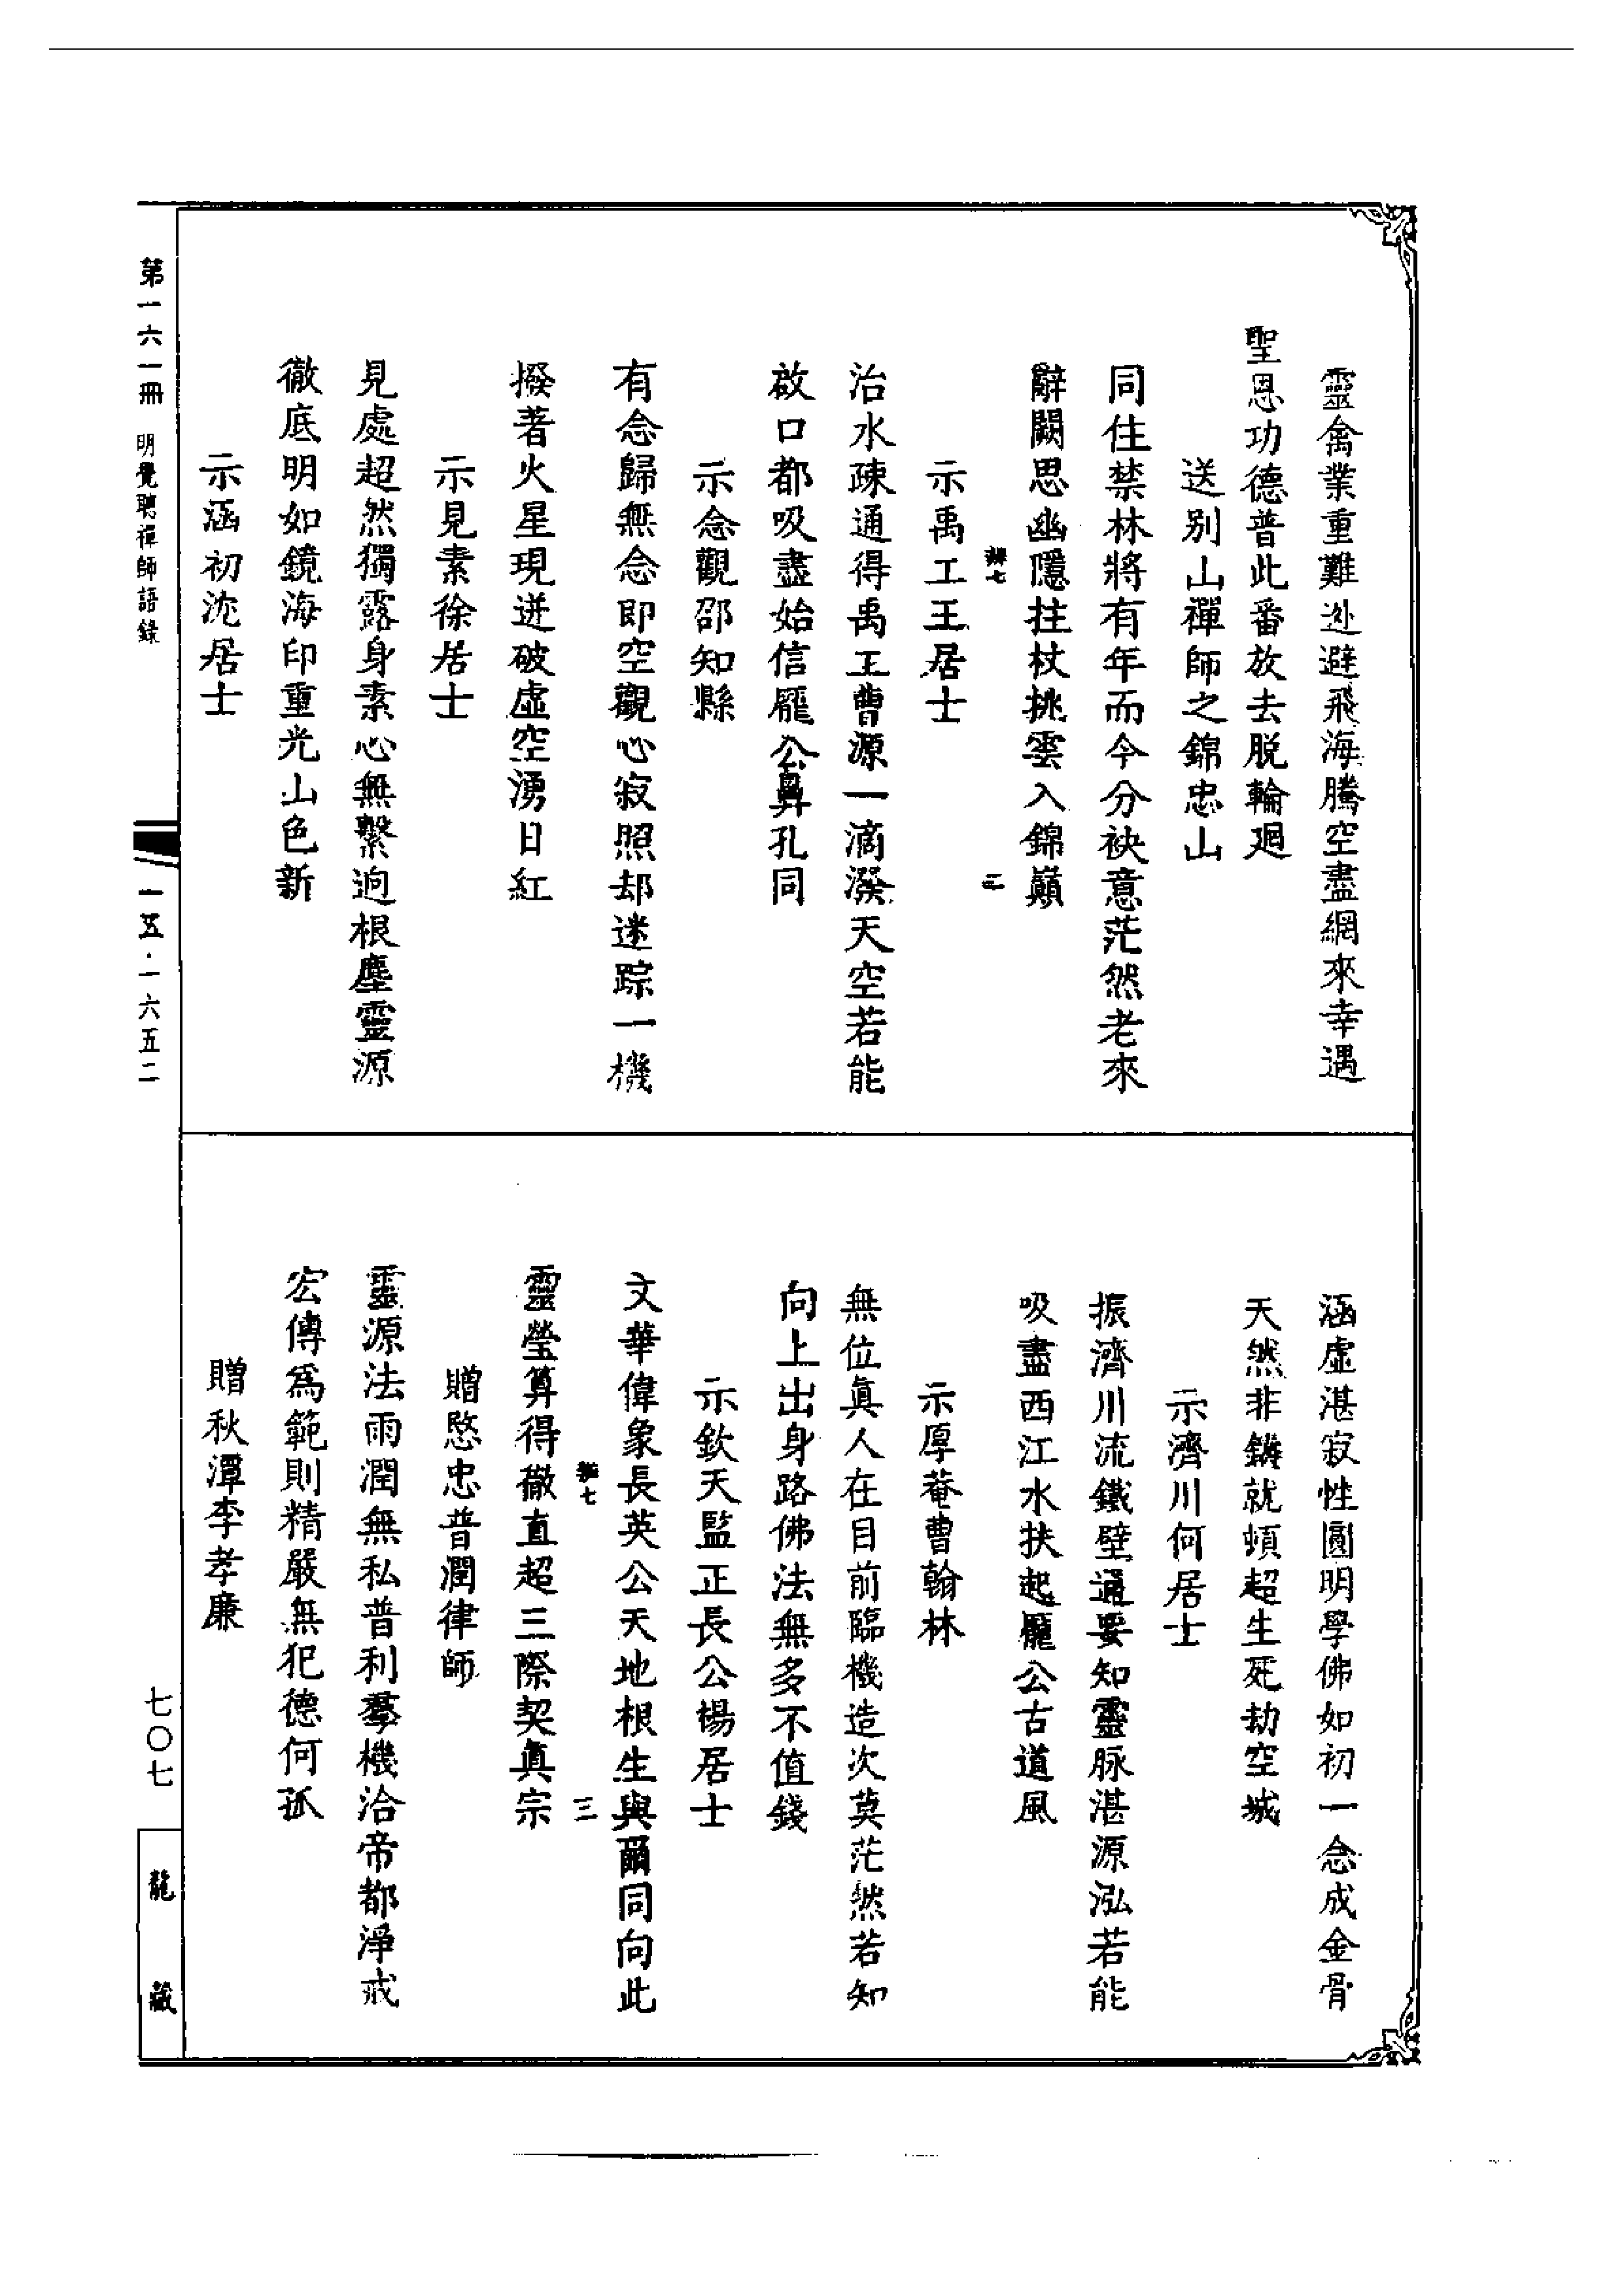 靈禽業重難逊避飛海騰空盡網來幸遇
聖恩功德普此番放去脫輪廻
送別山禪師之錦忠山
同住禁林將有年而今分袂意茫然老來
辭闕思幽隱拄杖挑雲入錦巔
二
示禹工王居士
治水疎通得禹王曹源一滴潑天空若能
啟口都吸盡始信龐公鼻孔同
示念觀邵知縣
有念歸無念即空觀心寂照却迷踪一機
撥著火星現迸破虛空湧日紅
示見素徐居士
見處超然獨露身素心無繫逈根塵靈源
徹底明如鏡海印重光山色新
示涵初沈居士
涵虛湛寂性圓明學佛如初一念成金骨
天然非鑄就頓超生死劫空城
示濟川何居士
振濟川流鐵壁通要知靈脉湛源泓若能
吸盡西江水扶起龐公古道風
示厚菴曹翰林
無位眞人在目前臨機造次莫茫然若知
向上出身路佛法無多不值錢
示欽天監正長公楊居士
文華偉象長英公天地根生與爾同向此
三
靈瑩算得徹直超三際契眞宗
贈愍忠普潤律師
靈源法雨潤無私普利羣機洽帝都淨戒
宏傳爲範則精嚴無犯德何孤
贈秋潭李孝廉
第一六一冊 明覺聰禪師語錄
一五·一六五二
七〇七
龍藏